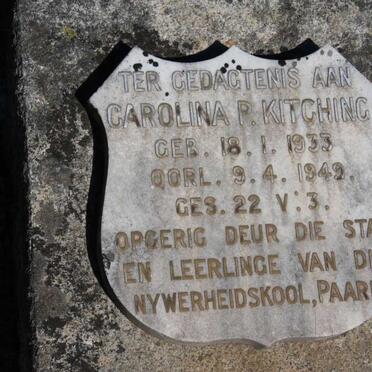 TER GEDAGTENIS AAN
CAROLINA P. KITCHING
GEB. 18. 1. 1933
OORL. 9. 4. 1949.
GES. 22 V: 3.
OPGERIG DEUR DIE STA
EN LEERLINGE VAN DI
NYWERHEIDSKOOL, PAAR